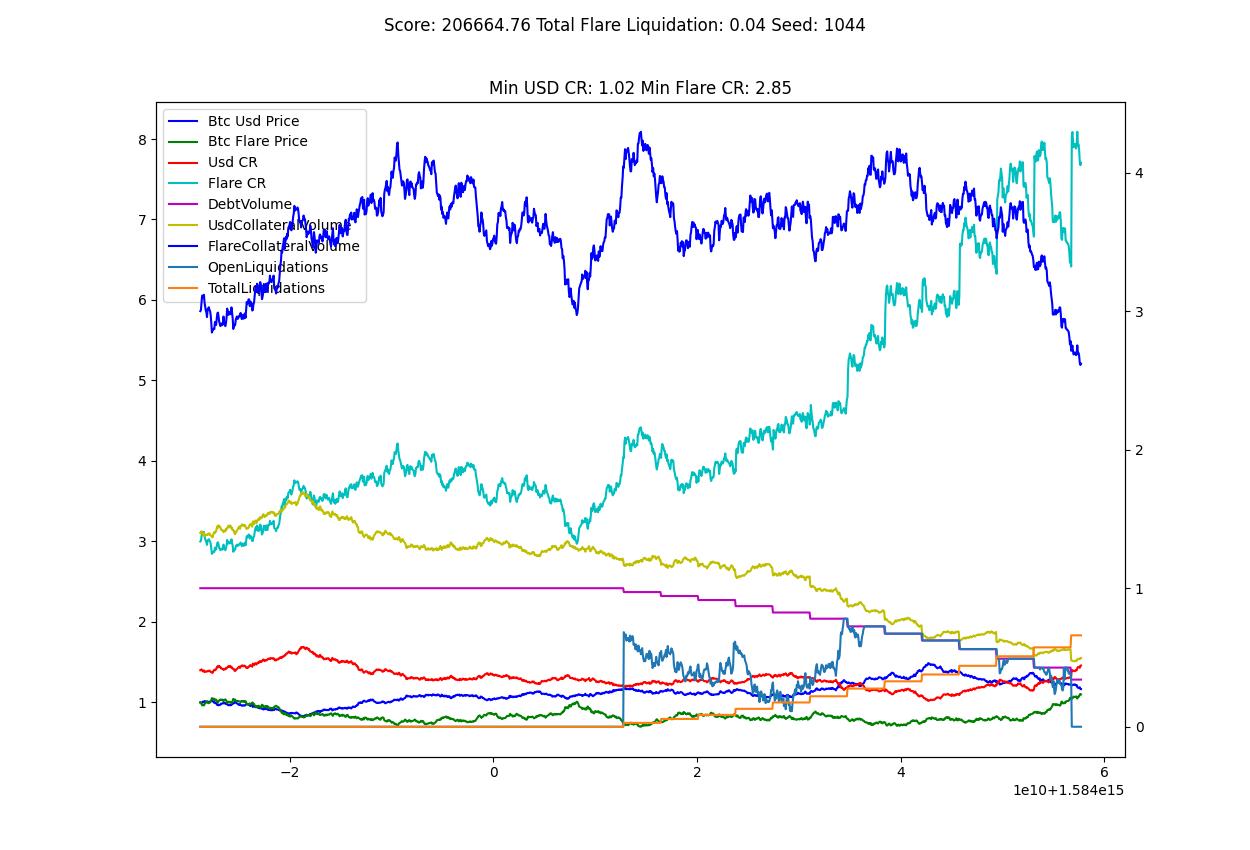 Score: 206664.76 Total Flare Liquidation: 0.04 Seed: 1044
Min USD CR: 1.02 Min Flare CR: 2.85
Btc Usd Price
Btc Flare Price
Usd CR
Flare CR
DebtVolume
UsdCollateralVolume
FlareCollateralVolume
OpenLiquidations
TotalLiquidations
8
7
6
5
4
3
2
1
4
3
2
1
0
−2
0
2
4
6
1e10+1.584e15